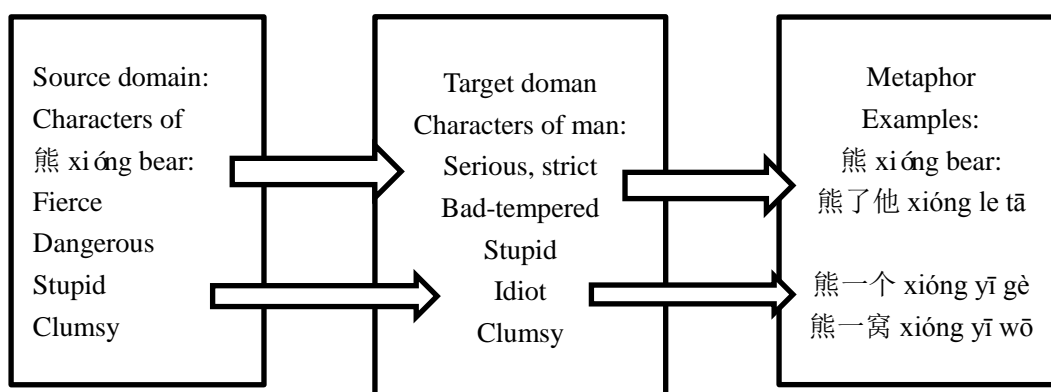 Source domain:
Characters of
熊 xióng bear:
Fierce
Dangerous
Stupid
Clumsy
Target doman
Characters of man:
Serious, strict
Bad-tempered
Stupid
Idiot
Clumsy
Metaphor
Examples:
熊 xióng bear:
熊了他 xióng le tā
熊一个 xióng yī gè
熊一窝 xióng yī wō